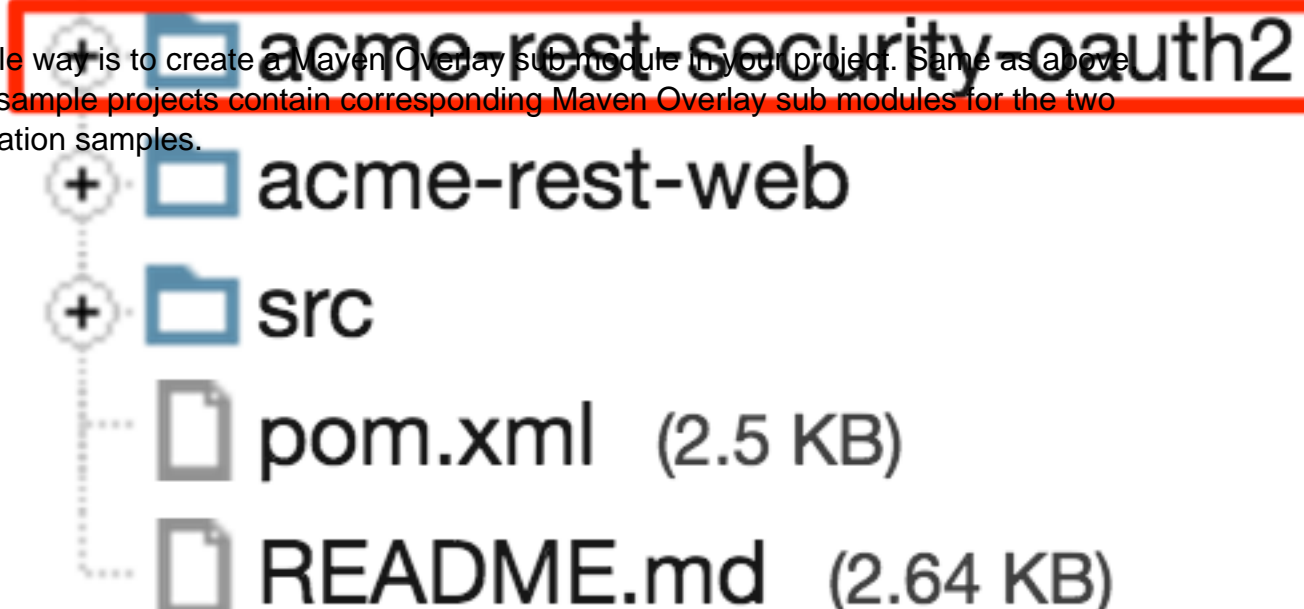 acme-rest-security-oauth2
le way is to create a Maven Overlay sub module in your project. Same as above
sample projects contain corresponding Maven Overlay sub modules for the two
ation samples.
acme-rest-web
src
pom.xml (2.5 KB)
README.md (2.64 KB)